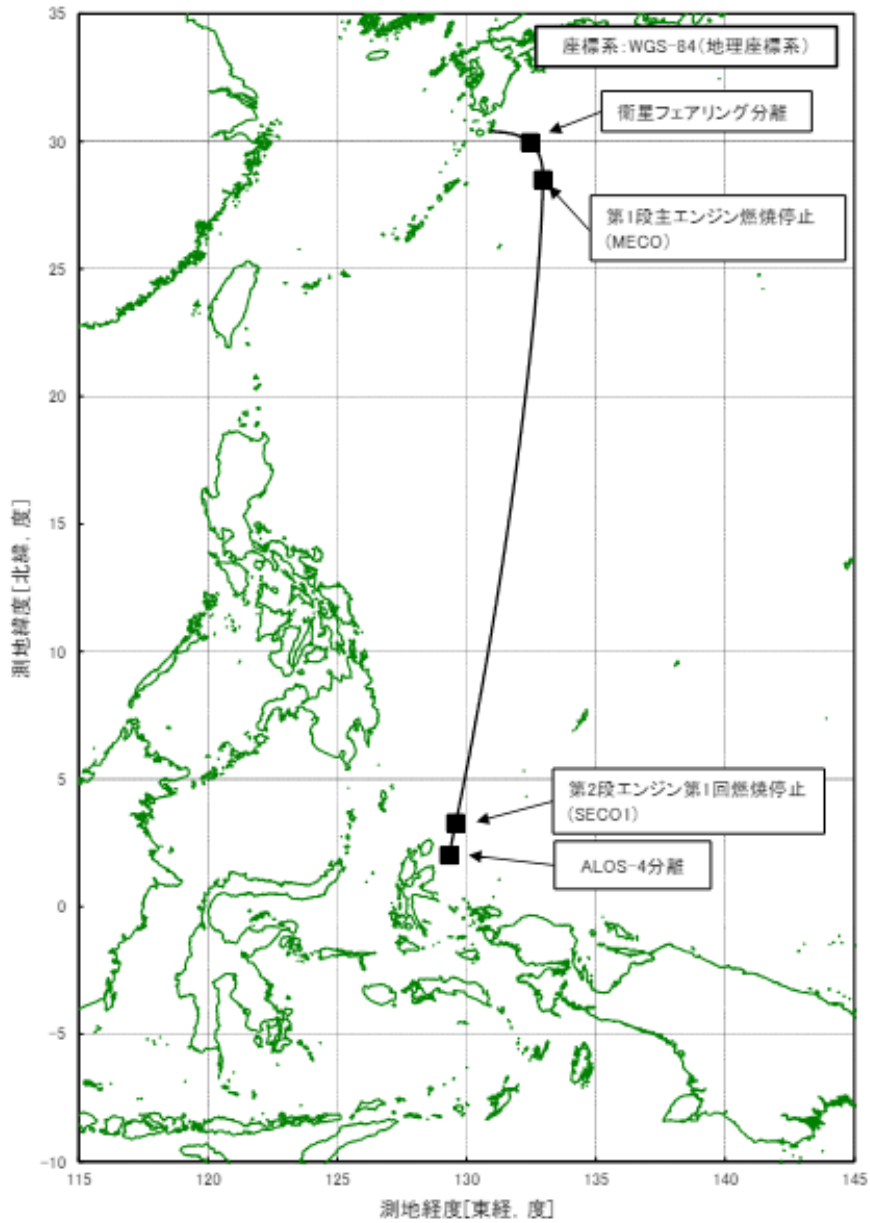 35
座標系:WGS-84(地理座標系)
衛星フェアリング分離
30
第1段主エンジン燃焼停止
(MECO)
25
20
測地緯度[北緯, 度]
15
10
5
第2段エンジン第1回燃焼停止
(SECO1)
ALOS-4分離
0
-5
-10
115
120
125
130
135
140
145
測地経度[東経, 度]